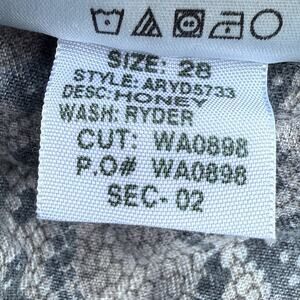 SIZE: 28
STYLE: ARYD5733
DESC: HONEY
WASH: RYDER
CUT: WA0898
P.O# WA0898
SEC-02